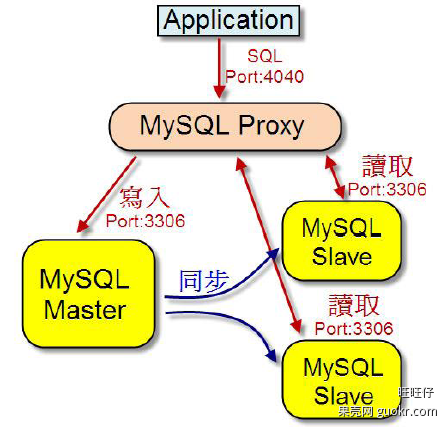 Application
SQL
Port:4040
MySQL Proxy
讀取
Port:3306
寫入
Port:3306
MySQL
Slave
MySQL
Master
同步
讀取
Port:3306
MySQL
Slave
旺旺仔
果壳网 guokr.com